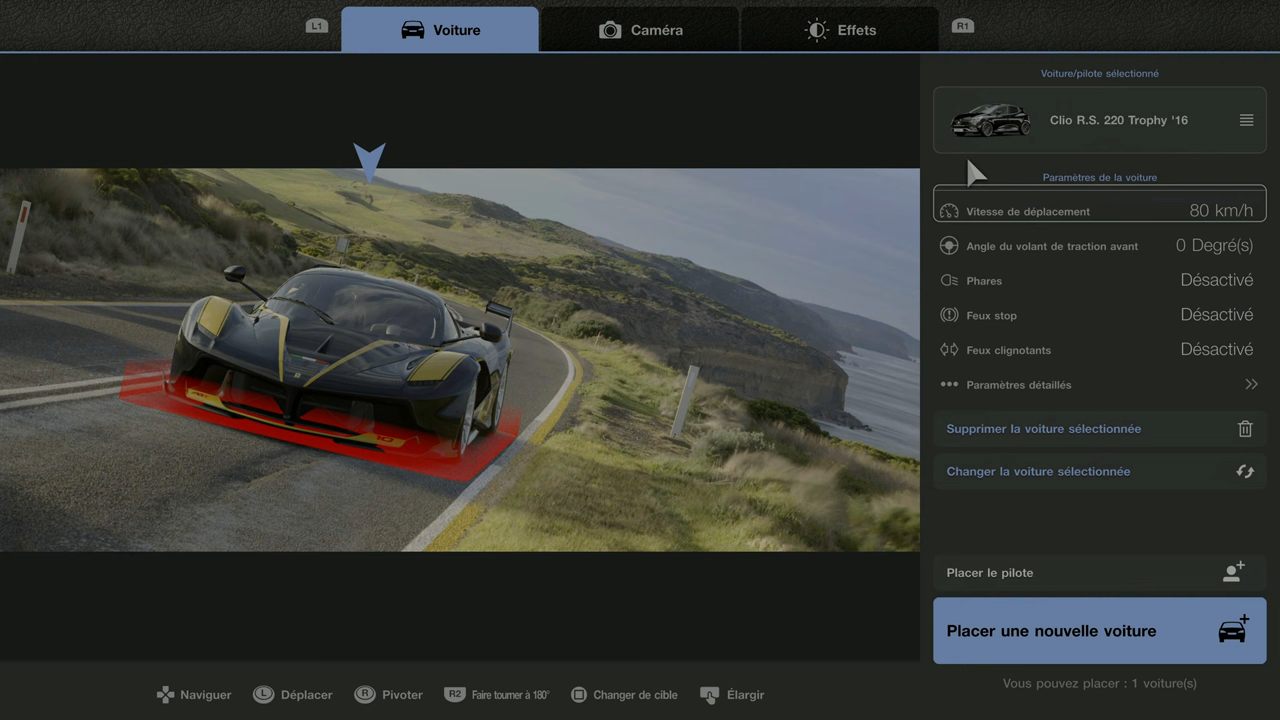 L1
Voiture
Caméra
Effets
R1
Voiture/pilote sélectionné
Clio R.S. 220 Trophy '16
Paramètres de la voiture
Vitesse de déplacement 80 km/h
Angle du volant de traction avant 0 Degré(s)
Phares Désactivé
Feux stop Désactivé
Feux clignotants Désactivé
Paramètres détaillés
Supprimer la voiture sélectionnée
Changer la voiture sélectionnée
Placer le pilote
Placer une nouvelle voiture
Vous pouvez placer : 1 voiture(s)
L R R2
Naviguer Déplacer Pivoter Faire tourner à 180° Changer de cible Élargir